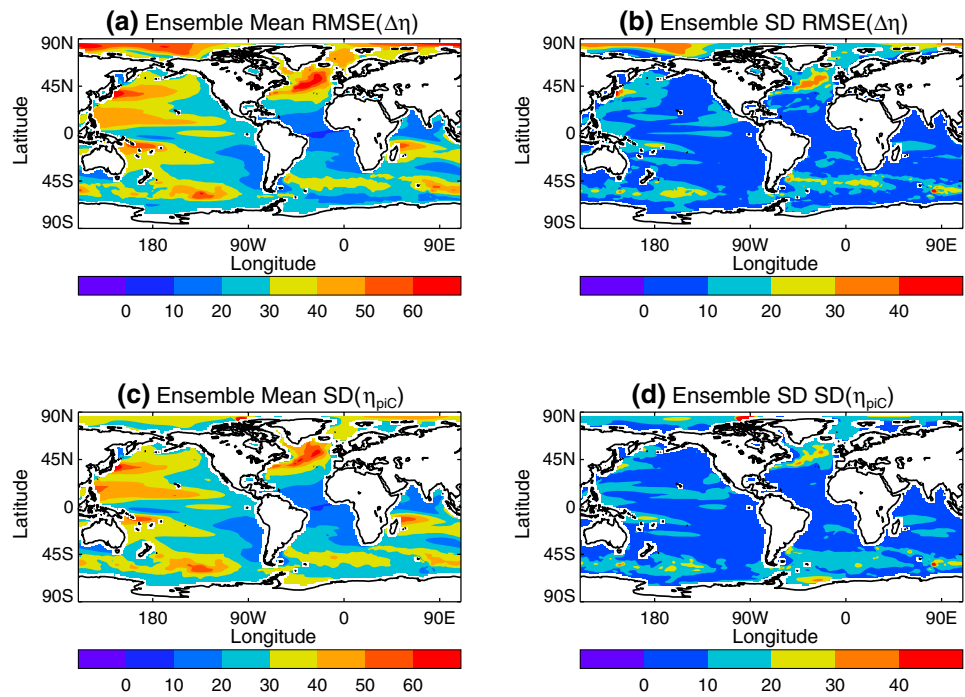 (a) Ensemble Mean RMSE(Δη)
90N
45N
0
45S
90S
Latitude
180 90W 0 90E
Longitude
0 10 20 30 40 50 60
(b) Ensemble SD RMSE(Δη)
90N
45N
0
45S
90S
Latitude
180 90W 0 90E
Longitude
0 10 20 30 40
(c) Ensemble Mean SD(ηpiC)
90N
45N
0
45S
90S
Latitude
180 90W 0 90E
Longitude
0 10 20 30 40 50 60
(d) Ensemble SD SD(ηpiC)
90N
45N
0
45S
90S
Latitude
180 90W 0 90E
Longitude
0 10 20 30 40